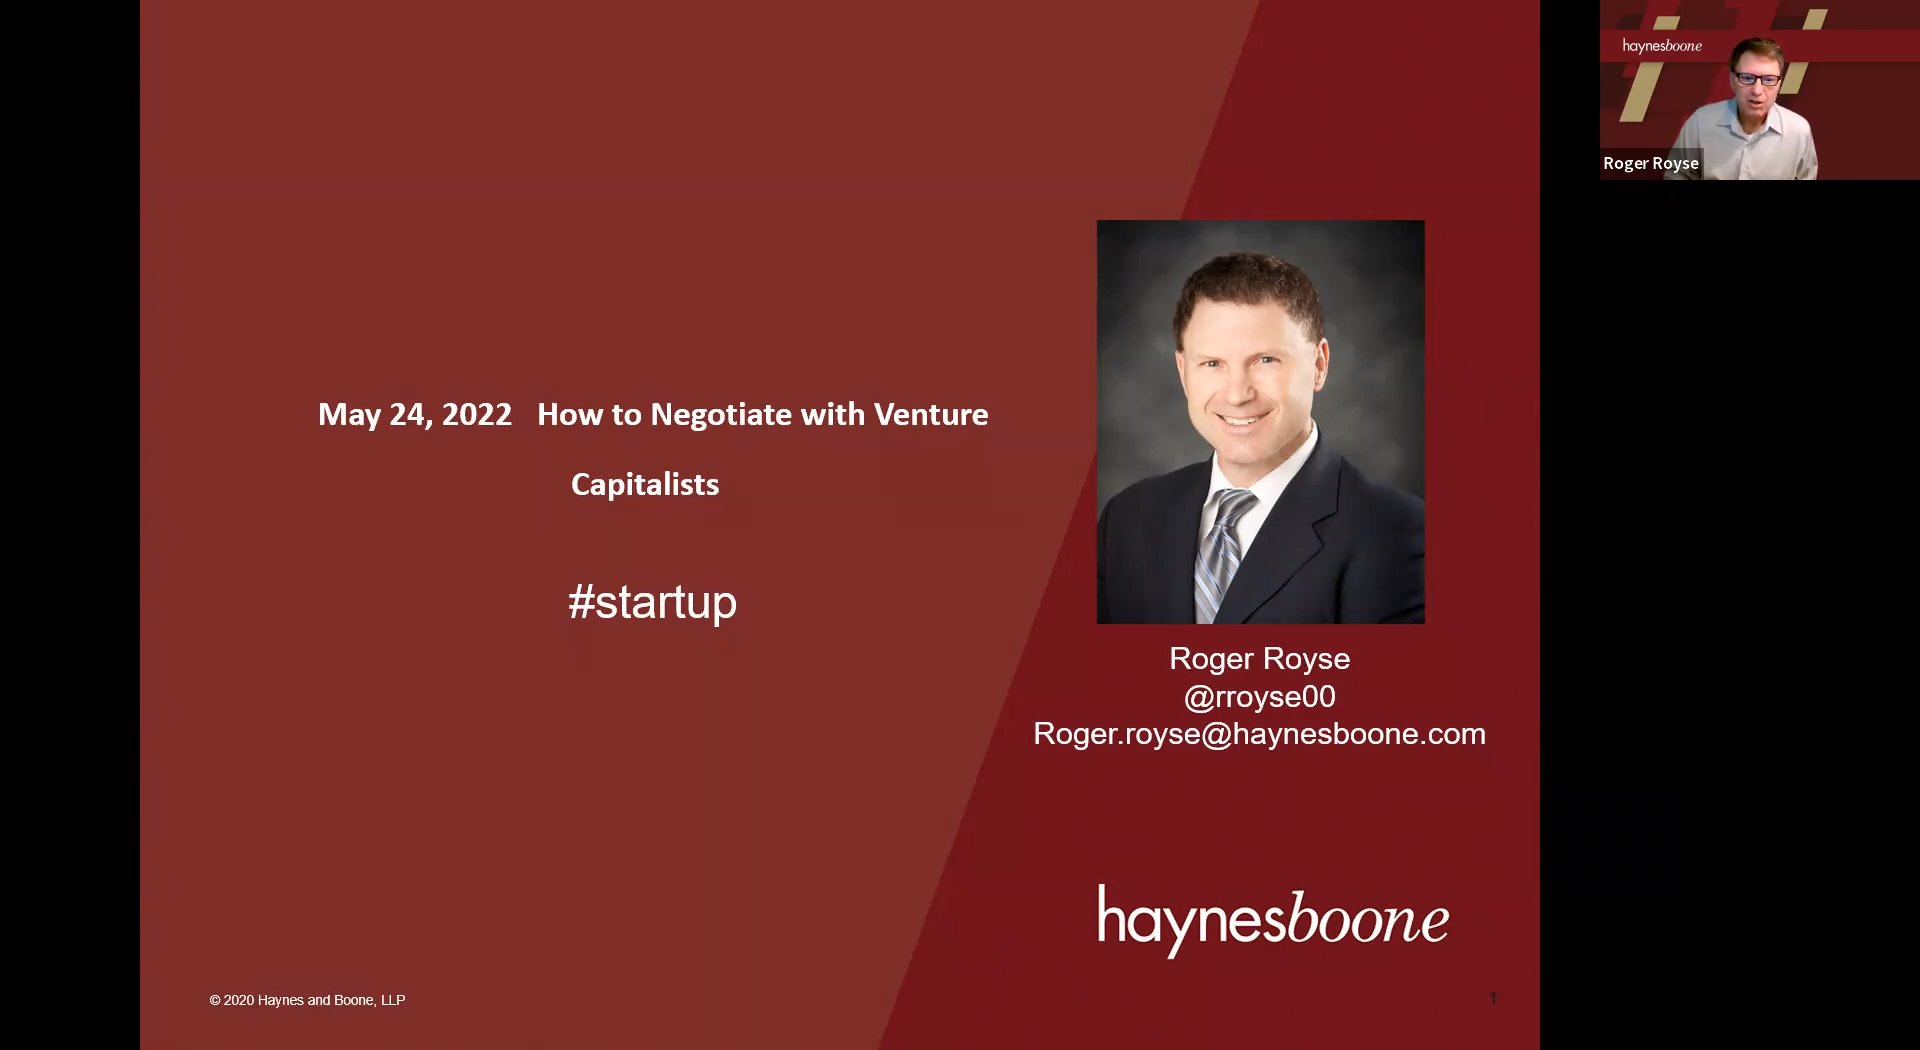 haynesboone
Roger Royse
May 24, 2022 How to Negotiate with Venture
Capitalists
#startup
Roger Royse
@rroyse00
Roger.royse@haynesboone.com
haynesboone
© 2020 Haynes and Boone, LLP
1